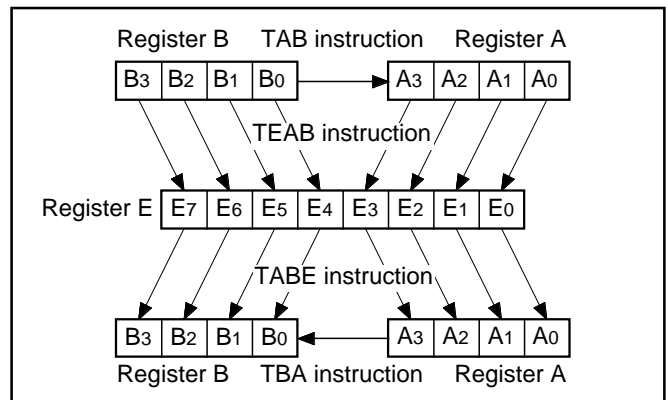 Register B TAB instruction Register A
B3 B2 B1 B0 A3 A2 A1 A0
TEAB instruction
Register E E7 E6 E5 E4 E3 E2 E1 E0
TABE instruction
B3 B2 B1 B0 A3 A2 A1 A0
Register B TBA instruction Register A